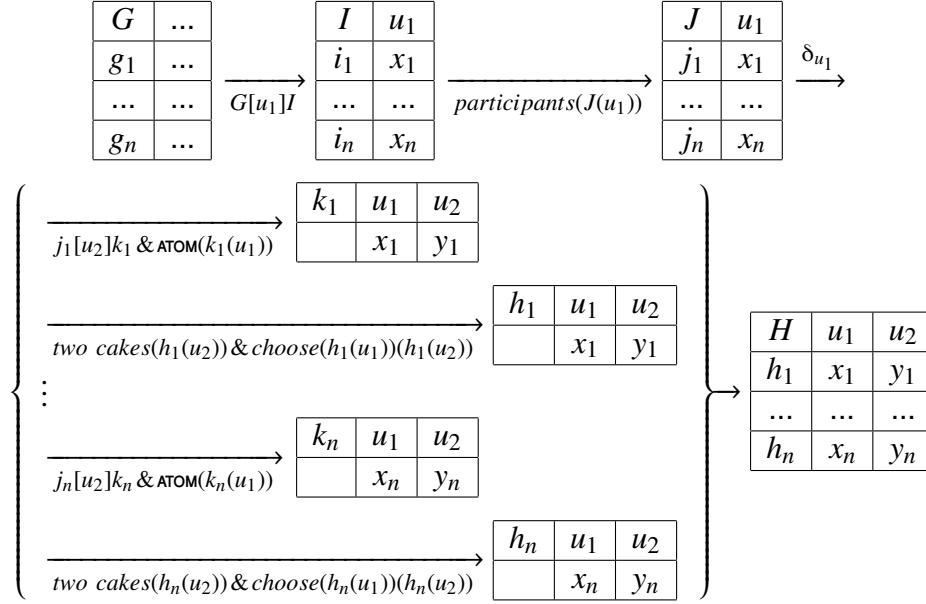 G ... I u₁ J u₁
g₁ ... i₁ x₁ j₁ x₁ δ_{u₁}
G[u₁]I participants(J(u₁))
... ... ... ... ... ...
gₙ ... iₙ xₙ jₙ xₙ
k₁ u₁ u₂
x₁ y₁
j₁[u₂]k₁ & ATOM(k₁(u₁))
h₁ u₁ u₂
x₁ y₁
two cakes(h₁(u₂)) & choose(h₁(u₁))(h₁(u₂))
⋮
kₙ u₁ u₂
xₙ yₙ
jₙ[u₂]kₙ & ATOM(kₙ(u₁))
hₙ u₁ u₂
xₙ yₙ
two cakes(hₙ(u₂)) & choose(hₙ(u₁))(hₙ(u₂))
H u₁ u₂
h₁ x₁ y₁
... ... ...
hₙ xₙ yₙ